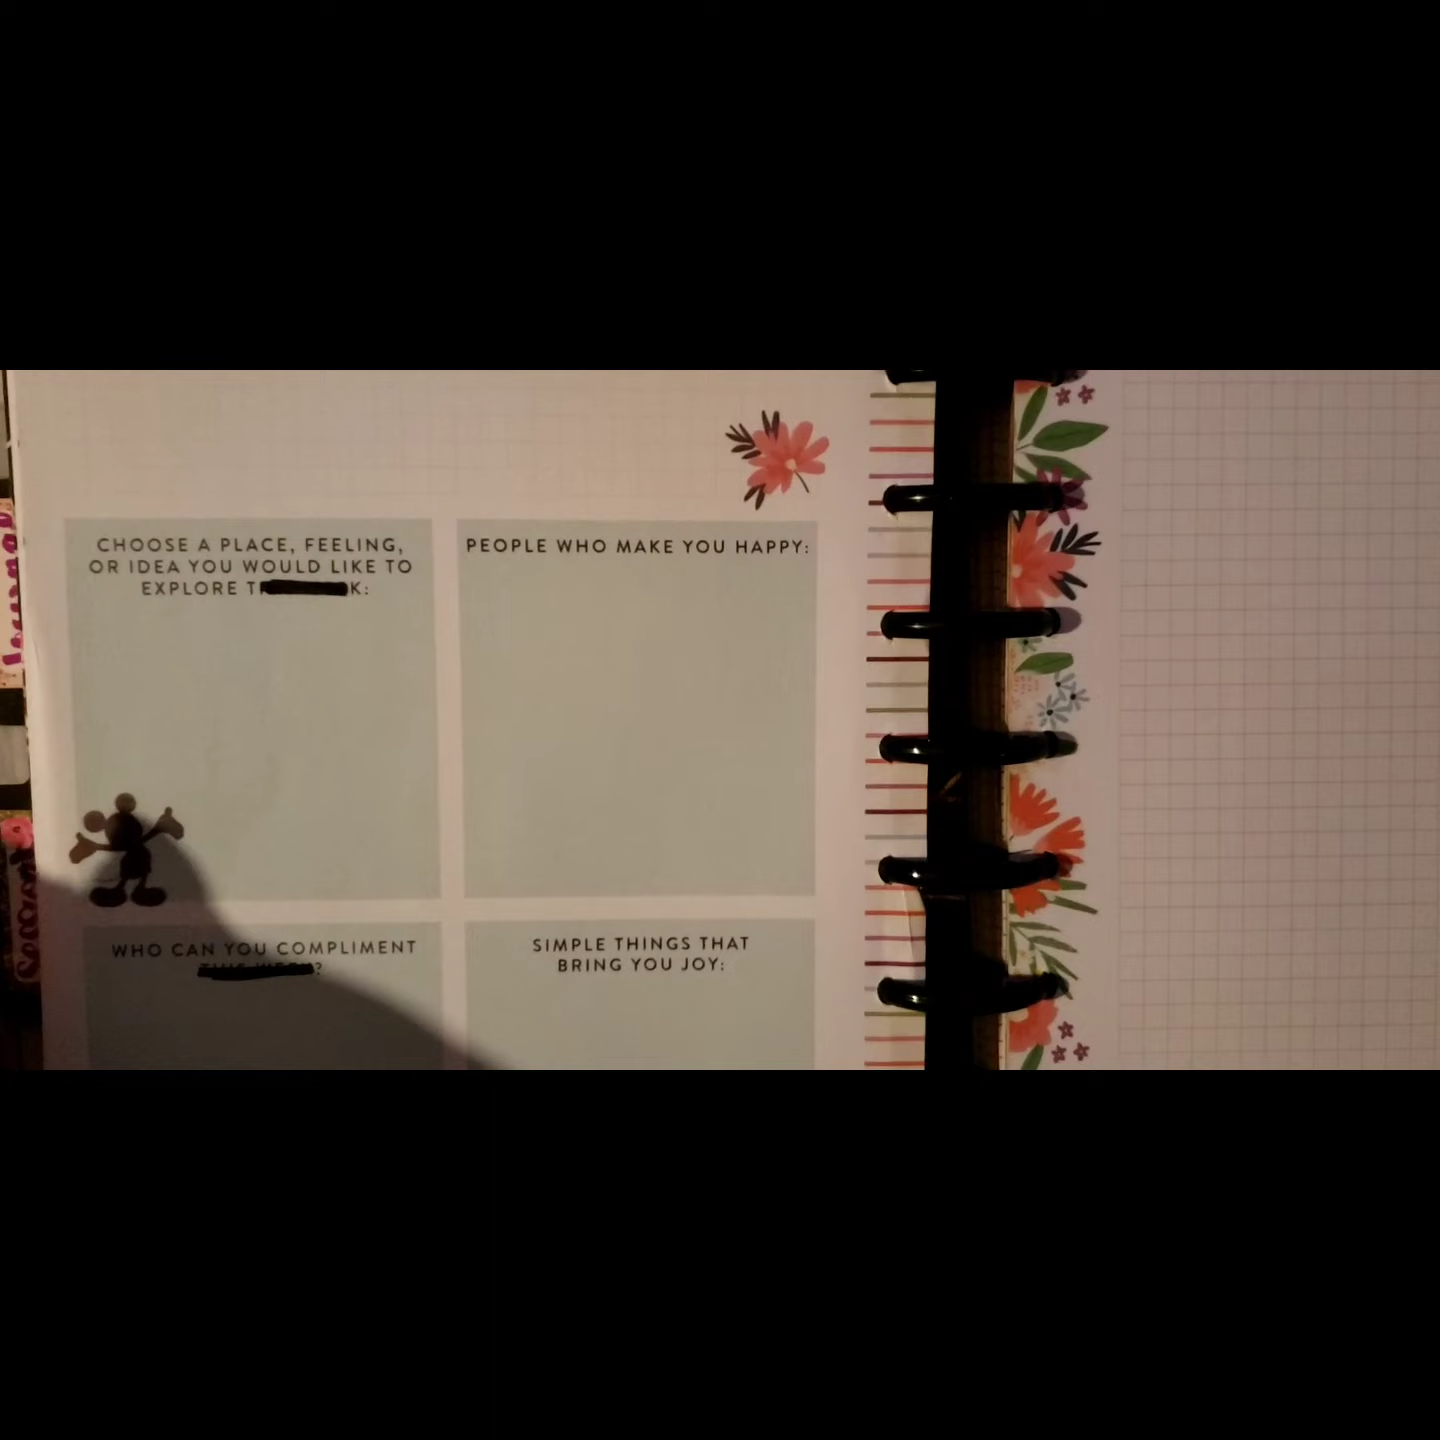 CHOOSE A PLACE, FEELING,
OR IDEA YOU WOULD LIKE TO
EXPLORE
PEOPLE WHO MAKE YOU HAPPY:
WHO CAN YOU COMPLIMENT
?
SIMPLE THINGS THAT
BRING YOU JOY: